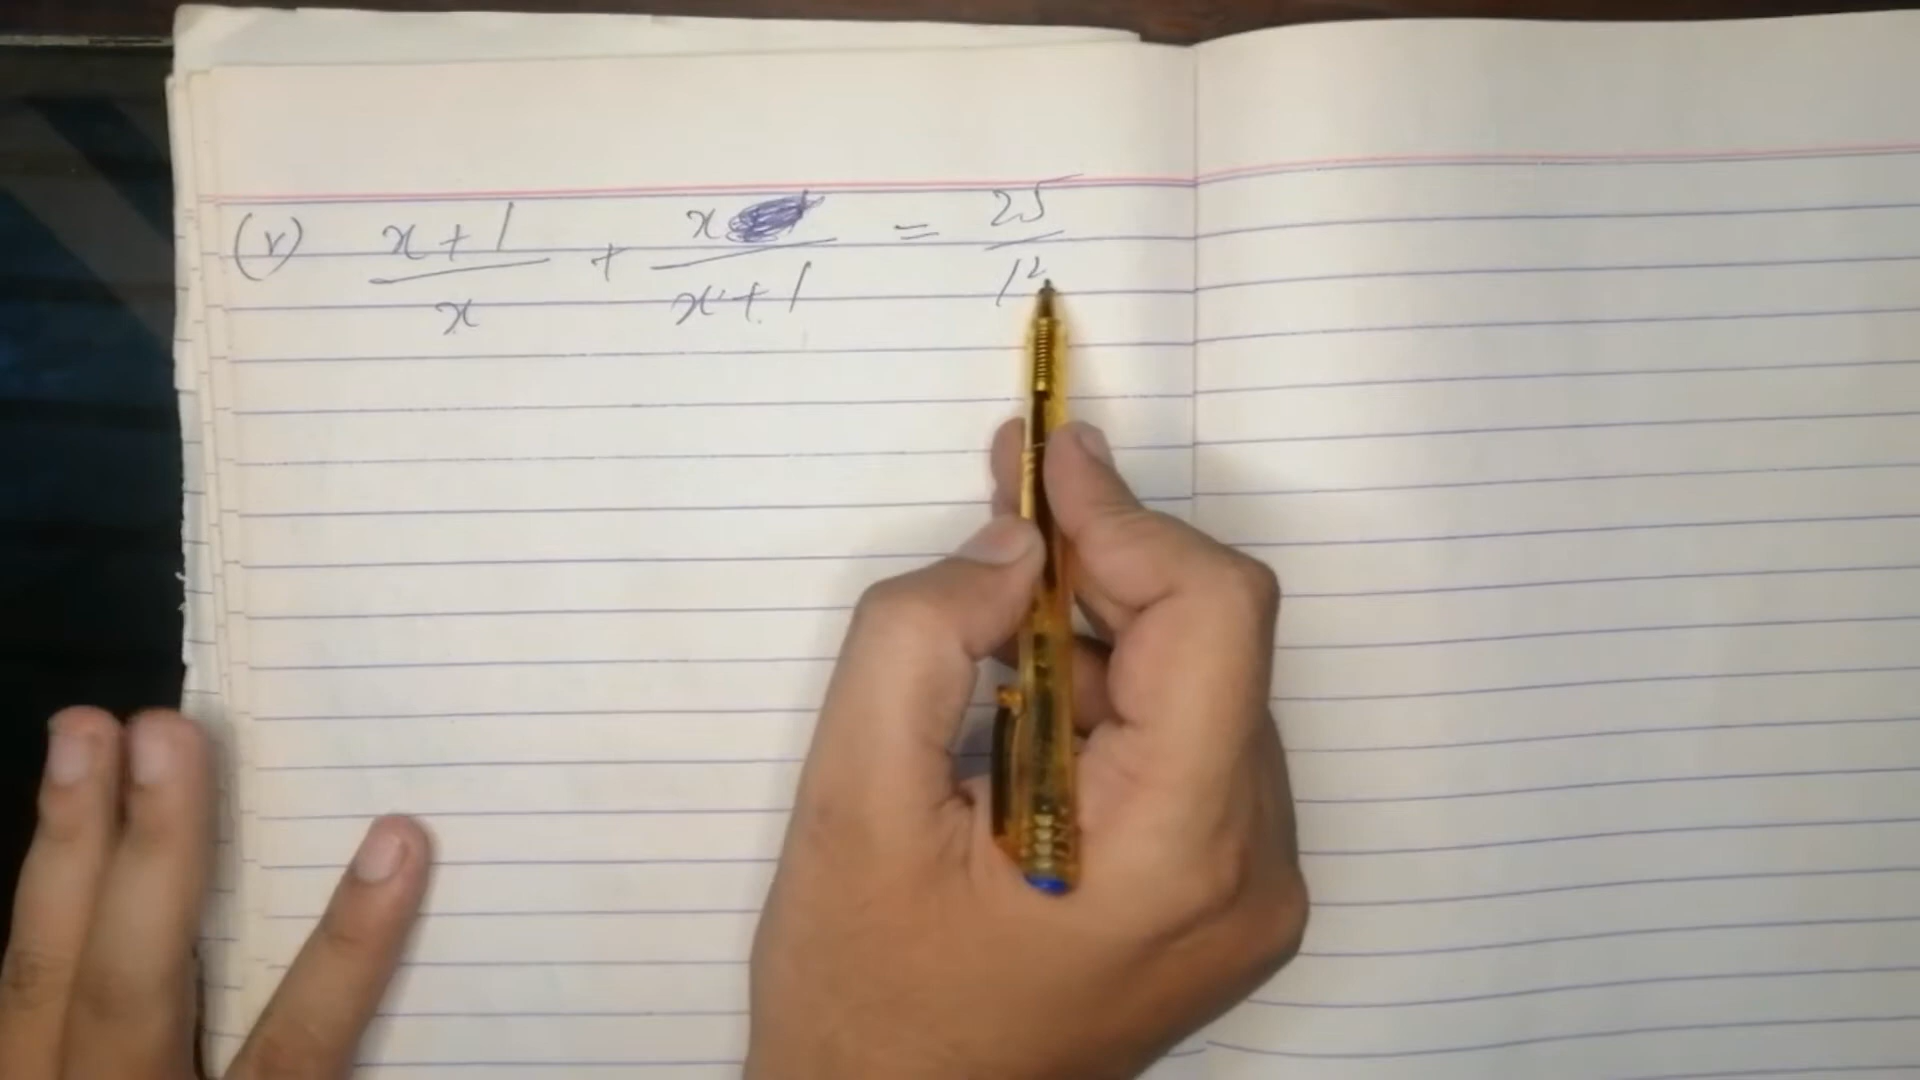 (v) x+1/x + x/x+1 = 25/12